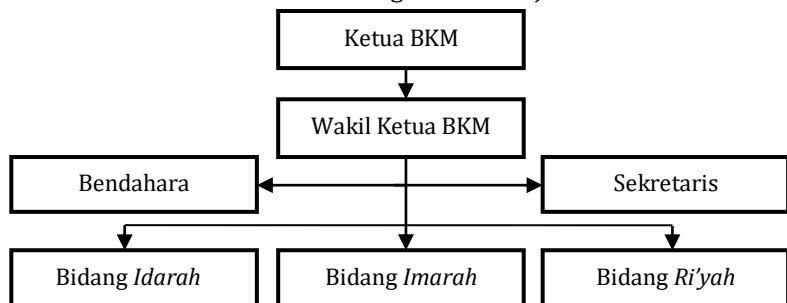 Ketua BKM
Wakil Ketua BKM
Bendahara
Sekretaris
Bidang Idarah
Bidang Imarah
Bidang Ri’yah